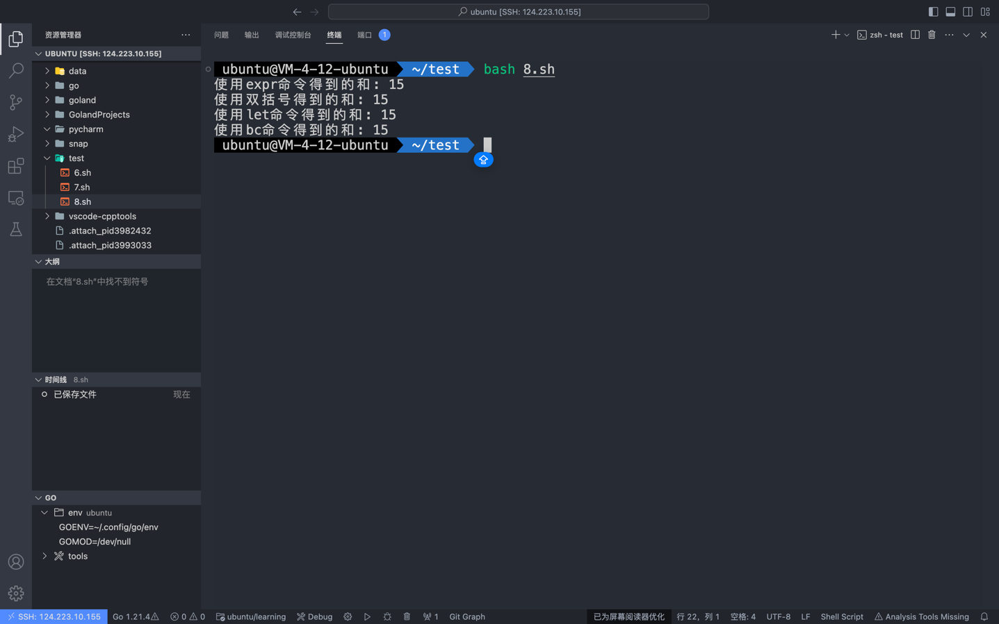 ubuntu [SSH: 124.223.10.155]
资源管理器
UBUNTU [SSH: 124.223.10.155]
data
go
goland
GolandProjects
pycharm
snap
test
6.sh
7.sh
8.sh
vscode-cpptools
.attach_pid3982432
.attach_pid3993033
大纲
在文档“8.sh”中找不到符号
时间线 8.sh
已保存文件 现在
GO
env ubuntu
GOENV=~/.config/go/env
GOMOD=/dev/null
tools
问题 输出 调试控制台 终端 端口 1
zsh - test
ubuntu@VM-4-12-ubuntu ~/test bash 8.sh
使用expr命令得到的和: 15
使用双括号得到的和: 15
使用let命令得到的和: 15
使用bc命令得到的和: 15
ubuntu@VM-4-12-ubuntu ~/test
SSH: 124.223.10.155 Go 1.21.4 0 0 ubuntu/learning Debug 1 Git Graph 已为屏幕阅读器优化 行 22，列 1 空格: 4 UTF-8 LF Shell Script Analysis Tools Missing